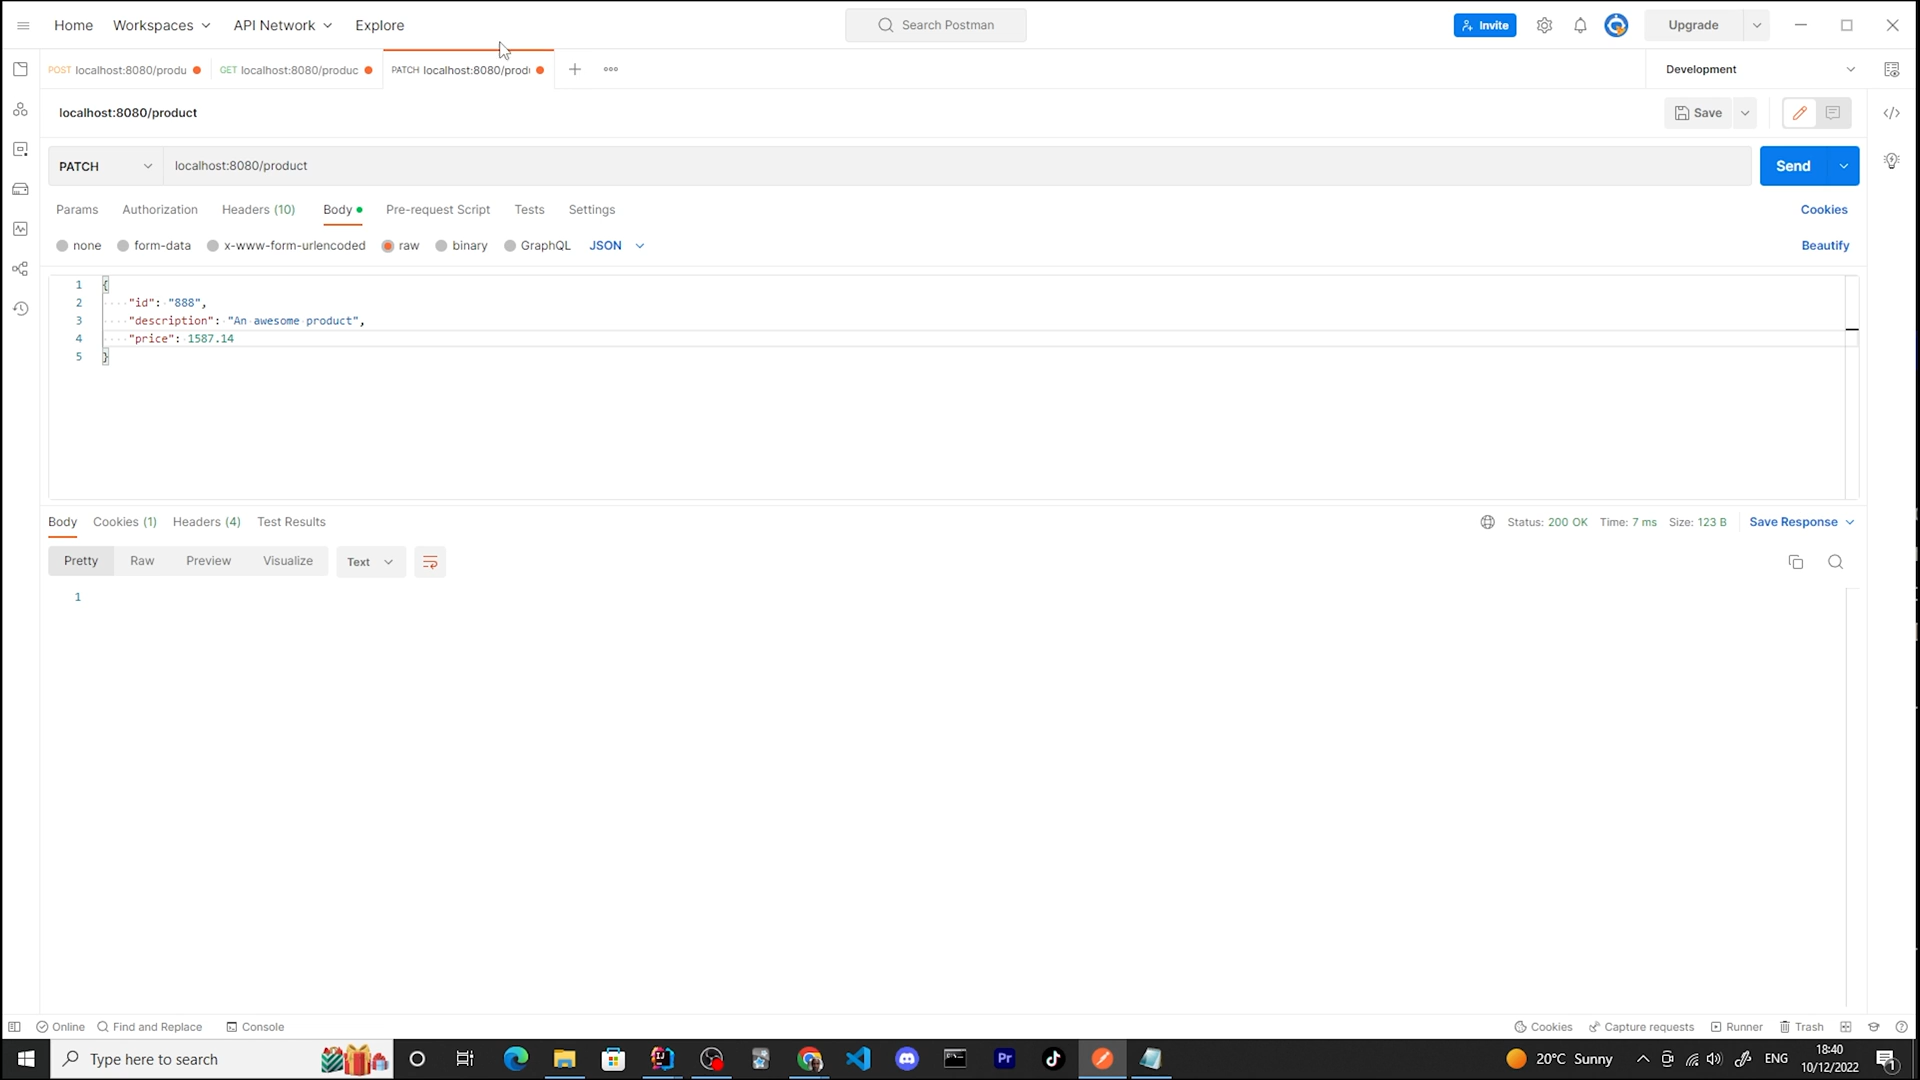 Home Workspaces API Network Explore Search Postman Invite Upgrade
POST localhost:8080/produ GET localhost:8080/produc PATCH localhost:8080/produ Development
localhost:8080/product Save
PATCH localhost:8080/product Send
Params Authorization Headers (10) Body Pre-request Script Tests Settings Cookies
none form-data x-www-form-urlencoded raw binary GraphQL JSON Beautify
1 {
2 "id": "888",
3 "description": "An awesome product",
4 "price": 1587.14
5 }
Body Cookies (1) Headers (4) Test Results Status: 200 OK Time: 7 ms Size: 123 B Save Response
Pretty Raw Preview Visualize Text
1
Online Find and Replace Console Cookies Capture requests Runner Trash
Type here to search 20°C Sunny ENG 18:40
10/12/2022